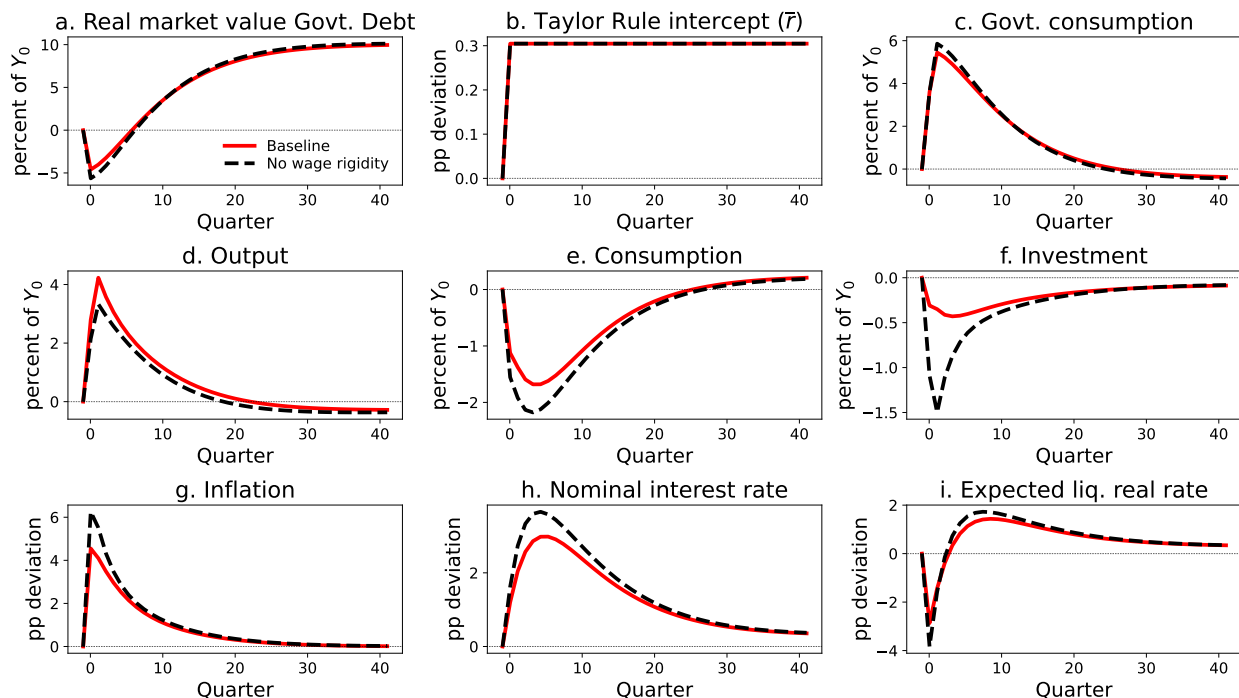 a. Real market value Govt. Debt
percent of Y₀
10
5
0
−5
Baseline
No wage rigidity
0 10 20 30 40
Quarter
b. Taylor Rule intercept (r̅)
pp deviation
0.3
0.2
0.1
0.0
0 10 20 30 40
Quarter
c. Govt. consumption
percent of Y₀
6
4
2
0
0 10 20 30 40
Quarter
d. Output
percent of Y₀
4
2
0
0 10 20 30 40
Quarter
e. Consumption
percent of Y₀
0
−1
−2
0 10 20 30 40
Quarter
f. Investment
percent of Y₀
0.0
−0.5
−1.0
−1.5
0 10 20 30 40
Quarter
g. Inflation
pp deviation
6
4
2
0
0 10 20 30 40
Quarter
h. Nominal interest rate
pp deviation
2
0
0 10 20 30 40
Quarter
i. Expected liq. real rate
pp deviation
2
0
−2
−4
0 10 20 30 40
Quarter